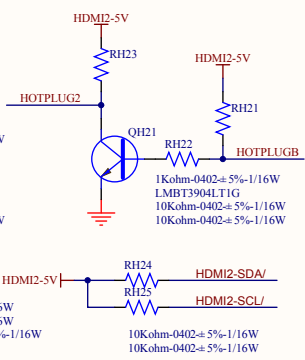 HDMI2-5V
RH23
HDMI2-5V
HOTPLUG2
RH21
QH21
RH22
HOTPLUGB
1Kohm-0402-±5%-1/16W
LMBT3904LT1G
10Kohm-0402-±5%-1/16W
10Kohm-0402-±5%-1/16W
RH24
HDMI2-SDA/
HDMI2-5V
RH25
HDMI2-SCL/
10Kohm-0402-±5%-1/16W
10Kohm-0402-±5%-1/16W